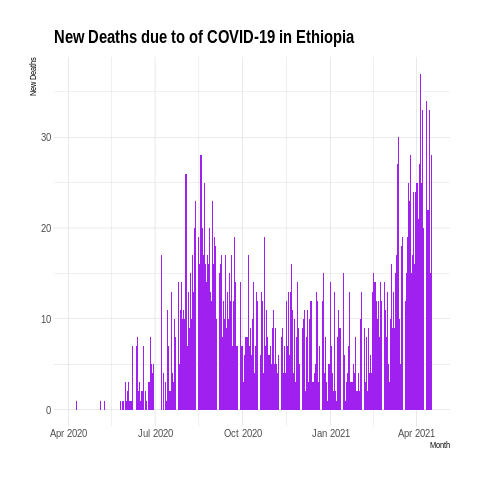 New Deaths due to of COVID-19 in Ethiopia
New Deaths
30
20
10
0
Apr 2020 Jul 2020 Oct 2020 Jan 2021 Apr 2021
Month